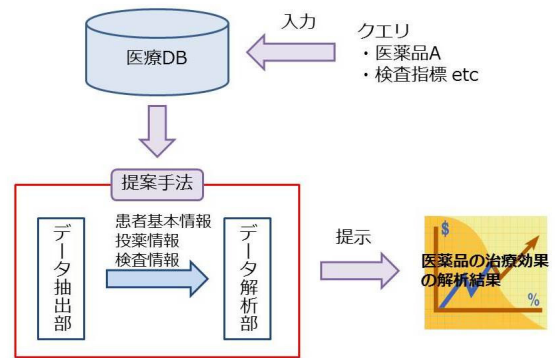 入力
クエリ
・医薬品A
・検査指標 etc
医療DB
提案手法
データ抽出部
患者基本情報
投薬情報
検査情報
データ解析部
提示
$
医薬品の治療効果
の解析結果
%